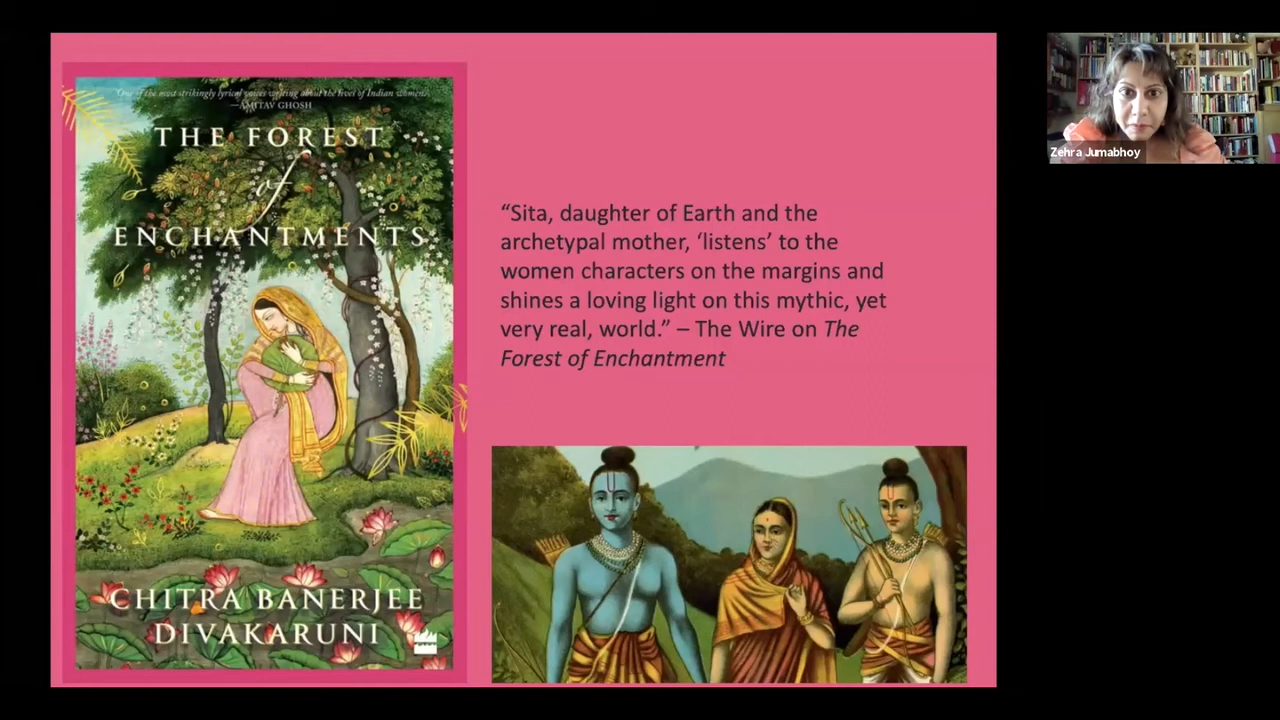 “One of the most strikingly lyrical voices writing about the lives of Indian women.”
—AMITAV GHOSH
THE FOREST
of
ENCHANTMENTS
CHITRA BANERJEE
DIVAKARUNI
“Sita, daughter of Earth and the
archetypal mother, ‘listens’ to the
women characters on the margins and
shines a loving light on this mythic, yet
very real, world.” – The Wire on The
Forest of Enchantment
Zehra Jumabhoy